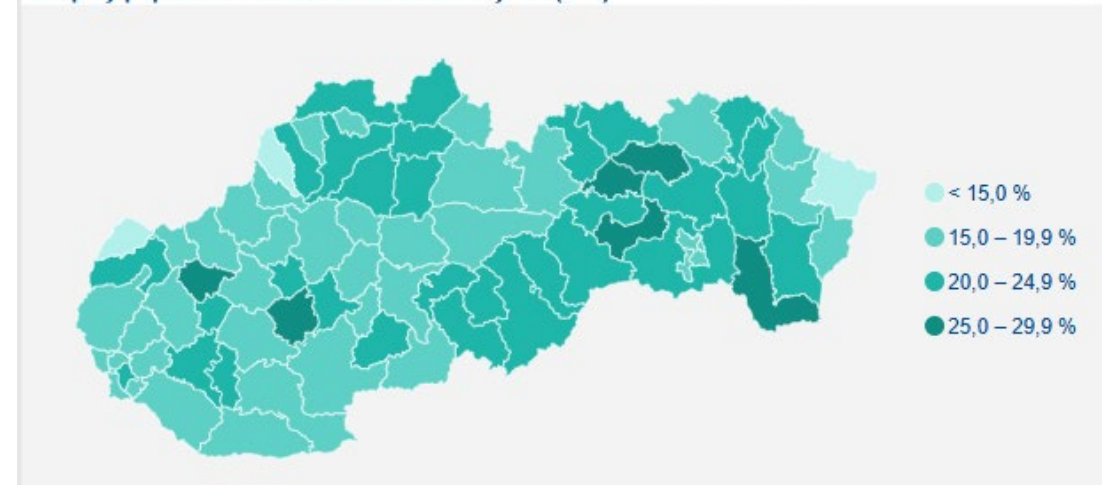 < 15,0 %
15,0 – 19,9 %
20,0 – 24,9 %
25,0 – 29,9 %